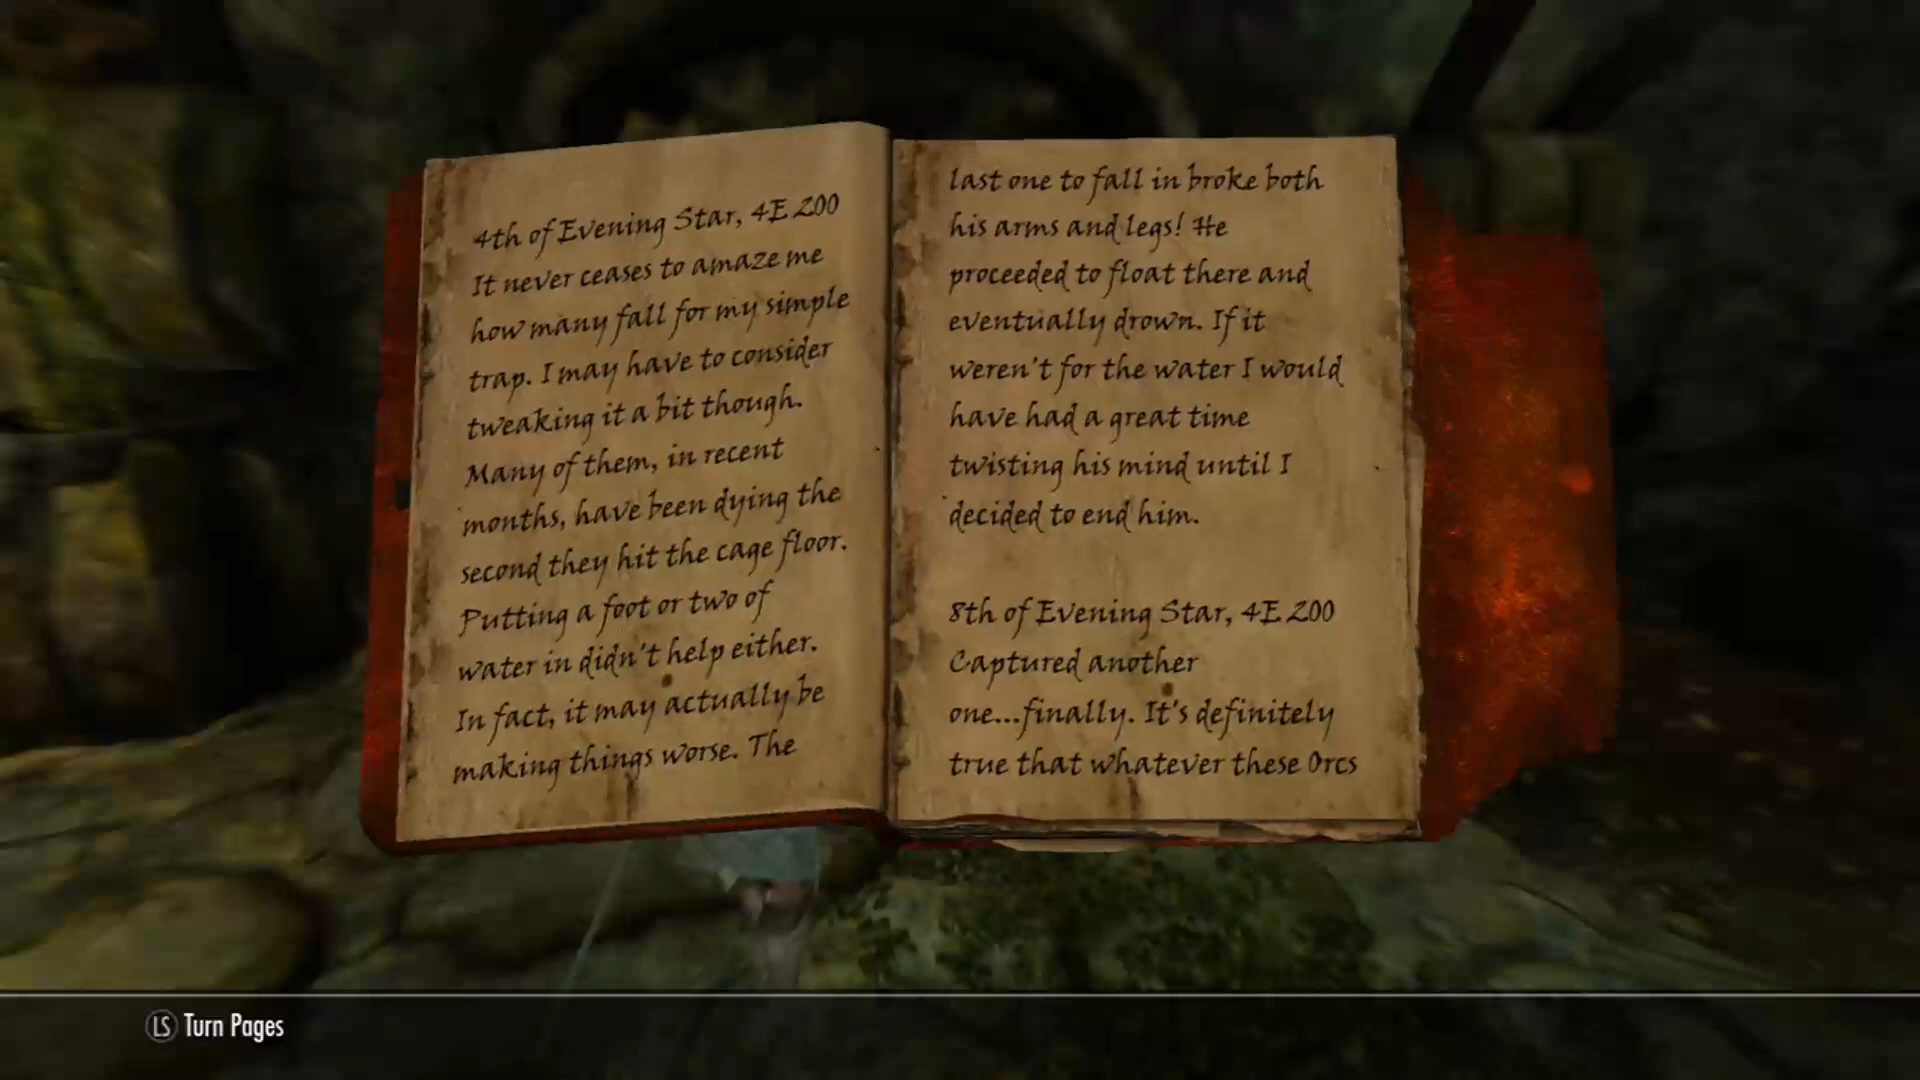 4th of Evening Star, 4E 200
It never ceases to amaze me
how many fall for my simple
trap. I may have to consider
tweaking it a bit though.
Many of them, in recent
months, have been dying the
second they hit the cage floor.
Putting a foot or two of
water in didn't help either.
In fact, it may actually be
making things worse. The
last one to fall in broke both
his arms and legs! He
proceeded to float there and
eventually drown. If it
weren't for the water I would
have had a great time
twisting his mind until I
decided to end him.
8th of Evening Star, 4E 200
Captured another
one...finally. It's definitely
true that whatever these Orcs
LS Turn Pages